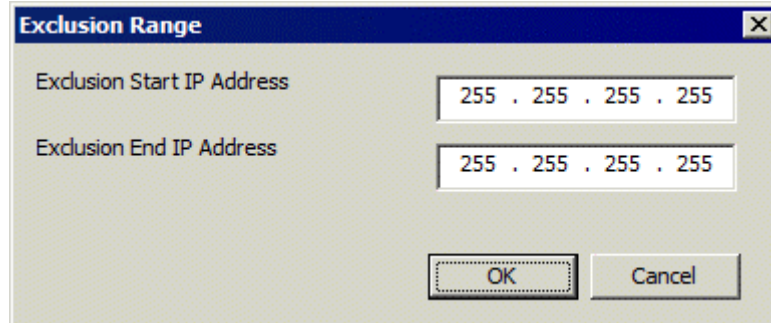 Exclusion Range
Exclusion Start IP Address 255 . 255 . 255 . 255
Exclusion End IP Address 255 . 255 . 255 . 255
OK Cancel